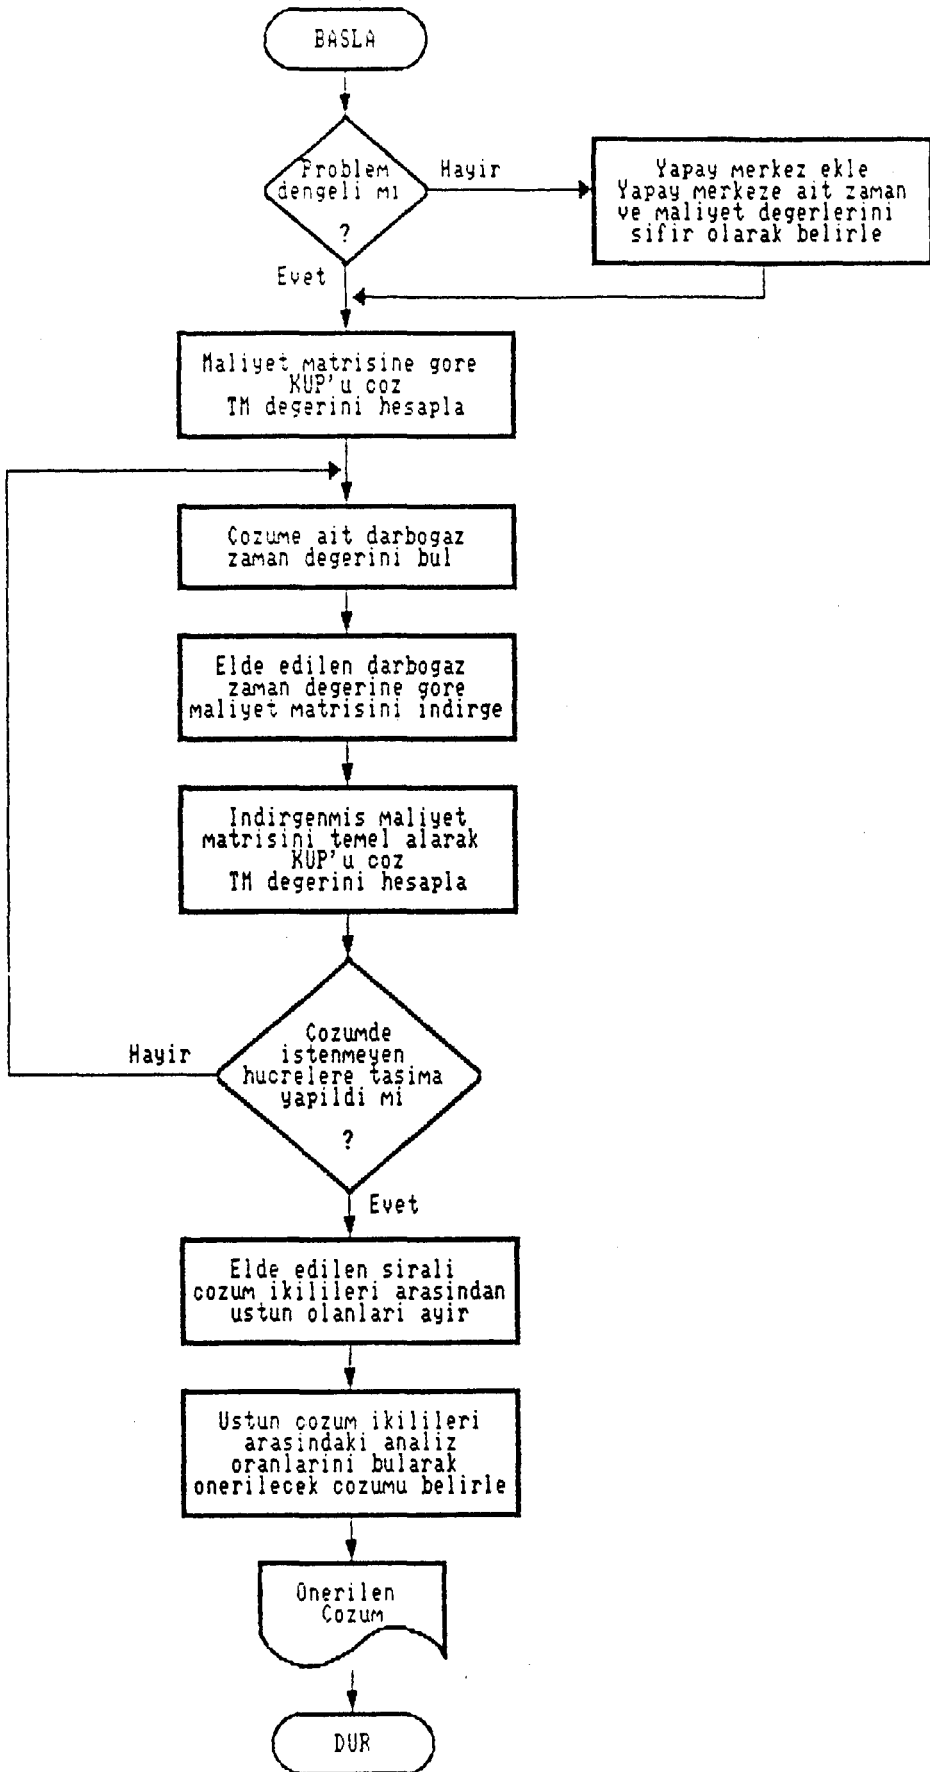 BASLA
Problem
dengeli mi
?
Hayir
Yapay merkez ekle
Yapay merkeze ait zaman
ve maliyet degerlerini
sifir olarak belirle
Evet
Maliyet matrisine gore
KUP'u coz
TM degerini hesapla
Cozume ait darbogaz
zaman degerini bul
Elde edilen darbogaz
zaman degerine gore
maliyet matrisini indirge
Indirgenmis maliyet
matrisini temel alarak
KUP'u coz
TM degerini hesapla
Cozumde
istenmeyen
hucrelere tasima
yapildi mi
?
Hayir
Evet
Elde edilen sirali
cozum ikilileri arasindan
ustun olanlari ayir
Ustun cozum ikilileri
arasindaki analiz
oranlarini bularak
onerilecek cozumu belirle
Onerilen
Cozum
DUR